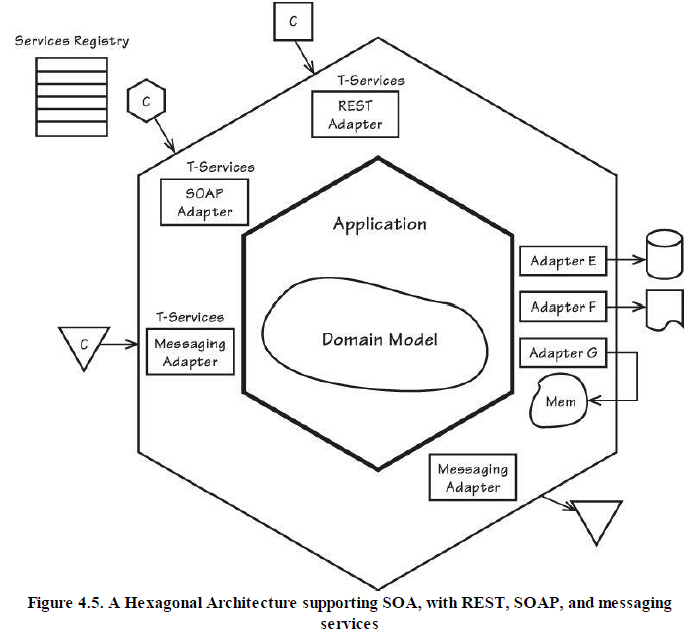 C
Services Registry
T-Services
C
REST
Adapter
T-Services
SOAP
Adapter
Application
Adapter E
Adapter F
T-Services
C
Messaging
Adapter
Domain Model
Adapter G
Mem
Messaging
Adapter
Figure 4.5. A Hexagonal Architecture supporting SOA, with REST, SOAP, and messaging
services